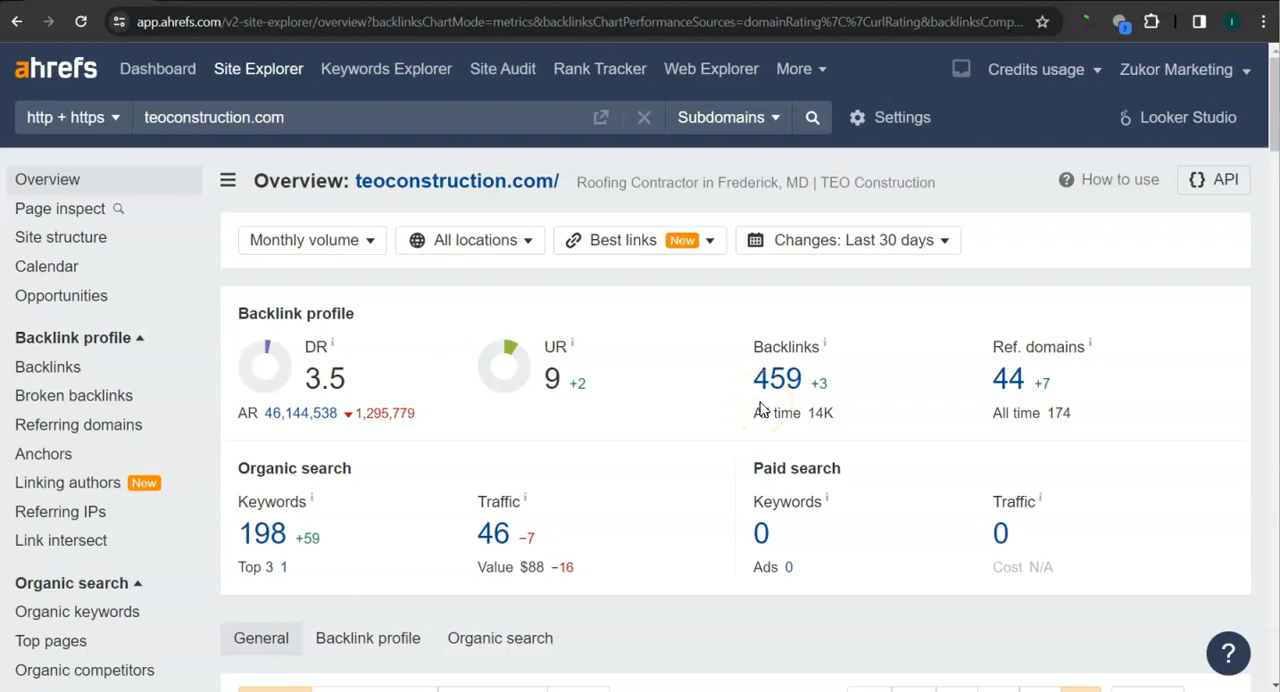 app.ahrefs.com/v2-site-explorer/overview?backlinksChartMode=metrics&backlinksChartPerformanceSources=domainRating%7C%7CurlRating&backlinksComp...
ahrefs Dashboard Site Explorer Keywords Explorer Site Audit Rank Tracker Web Explorer More Credits usage Zukor Marketing
http + https teoconstruction.com Subdomains Settings Looker Studio
Overview
Page inspect
Site structure
Calendar
Opportunities
Backlink profile
Backlinks
Broken backlinks
Referring domains
Anchors
Linking authors New
Referring IPs
Link intersect
Organic search
Organic keywords
Top pages
Organic competitors
Overview: teoconstruction.com/ Roofing Contractor in Frederick, MD | TEO Construction How to use {} API
Monthly volume All locations Best links New Changes: Last 30 days
Backlink profile
DR UR Backlinks Ref. domains
3.5 9 +2 459 +3 44 +7
AR 46,144,538 1,295,779 All time 14K All time 174
Organic search Paid search
Keywords Traffic Keywords Traffic
198 +59 46 −7 0 0
Top 3 1 Value $88 −16 Ads 0 Cost N/A
General Backlink profile Organic search
?